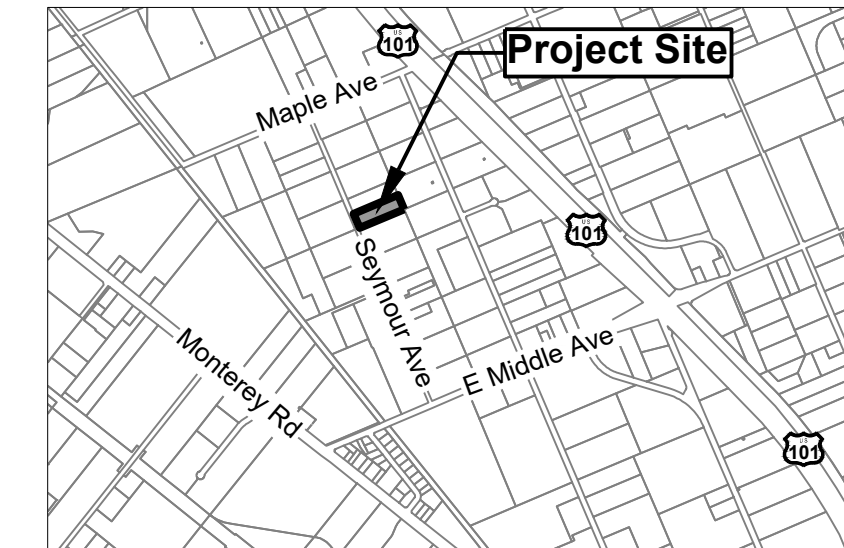 US
101
Project Site
Maple Ave
US
101
Seymour Ave
E Middle Ave
Monterey Rd
US
101